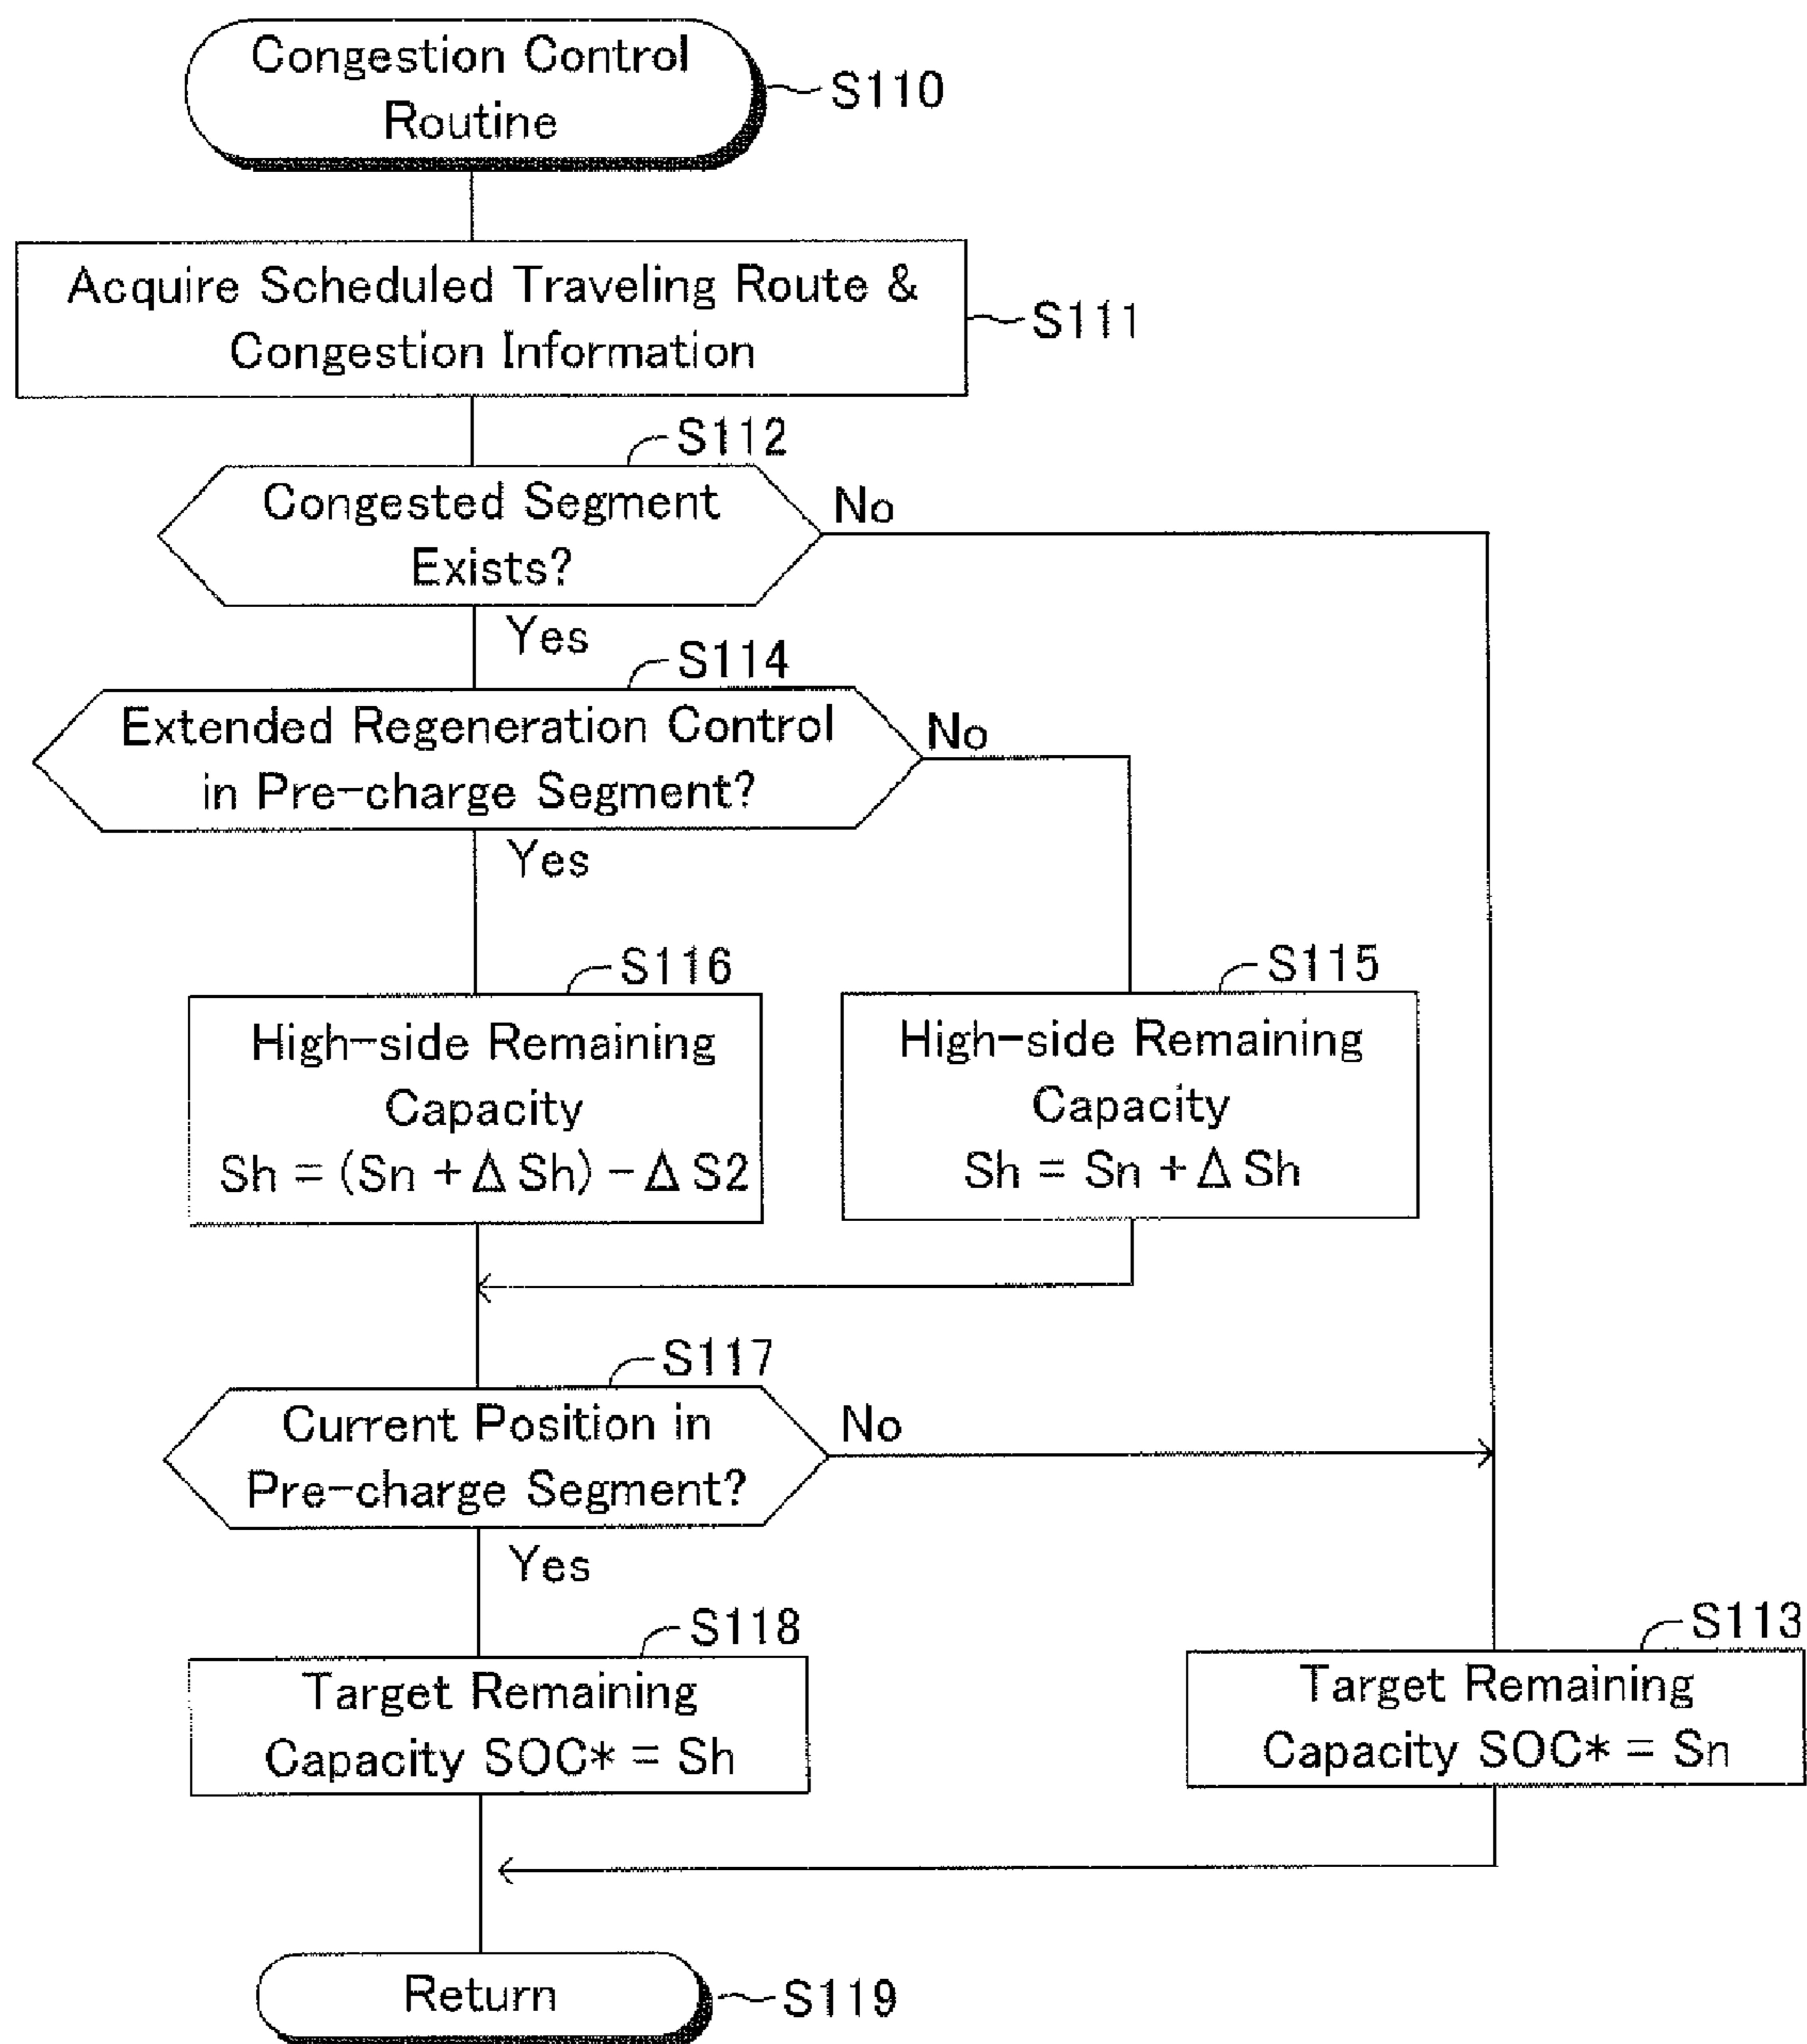 Congestion Control
Routine
S110
Acquire Scheduled Traveling Route &
Congestion Information
S111
S112
Congested Segment
Exists?
No
Yes
S114
Extended Regeneration Control
in Pre-charge Segment?
No
Yes
S116
High-side Remaining
Capacity
Sh = (Sn + Δ Sh) - Δ S2
S115
High-side Remaining
Capacity
Sh = Sn + Δ Sh
S117
Current Position in
Pre-charge Segment?
No
Yes
S118
Target Remaining
Capacity SOC* = Sh
S113
Target Remaining
Capacity SOC* = Sn
Return
S119